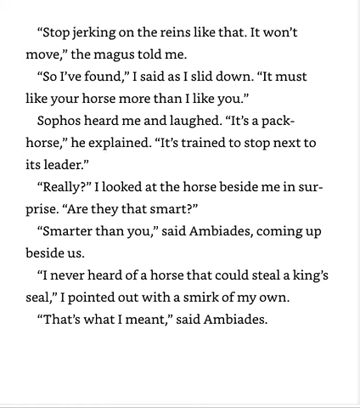 “Stop jerking on the reins like that. It won’t
move,” the magus told me.
“So I’ve found,” I said as I slid down. “It must
like your horse more than I like you.”
Sophos heard me and laughed. “It’s a pack-
horse,” he explained. “It’s trained to stop next to
its leader.”
“Really?” I looked at the horse beside me in sur-
prise. “Are they that smart?”
“Smarter than you,” said Ambiades, coming up
beside us.
“I never heard of a horse that could steal a king’s
seal,” I pointed out with a smirk of my own.
“That’s what I meant,” said Ambiades.